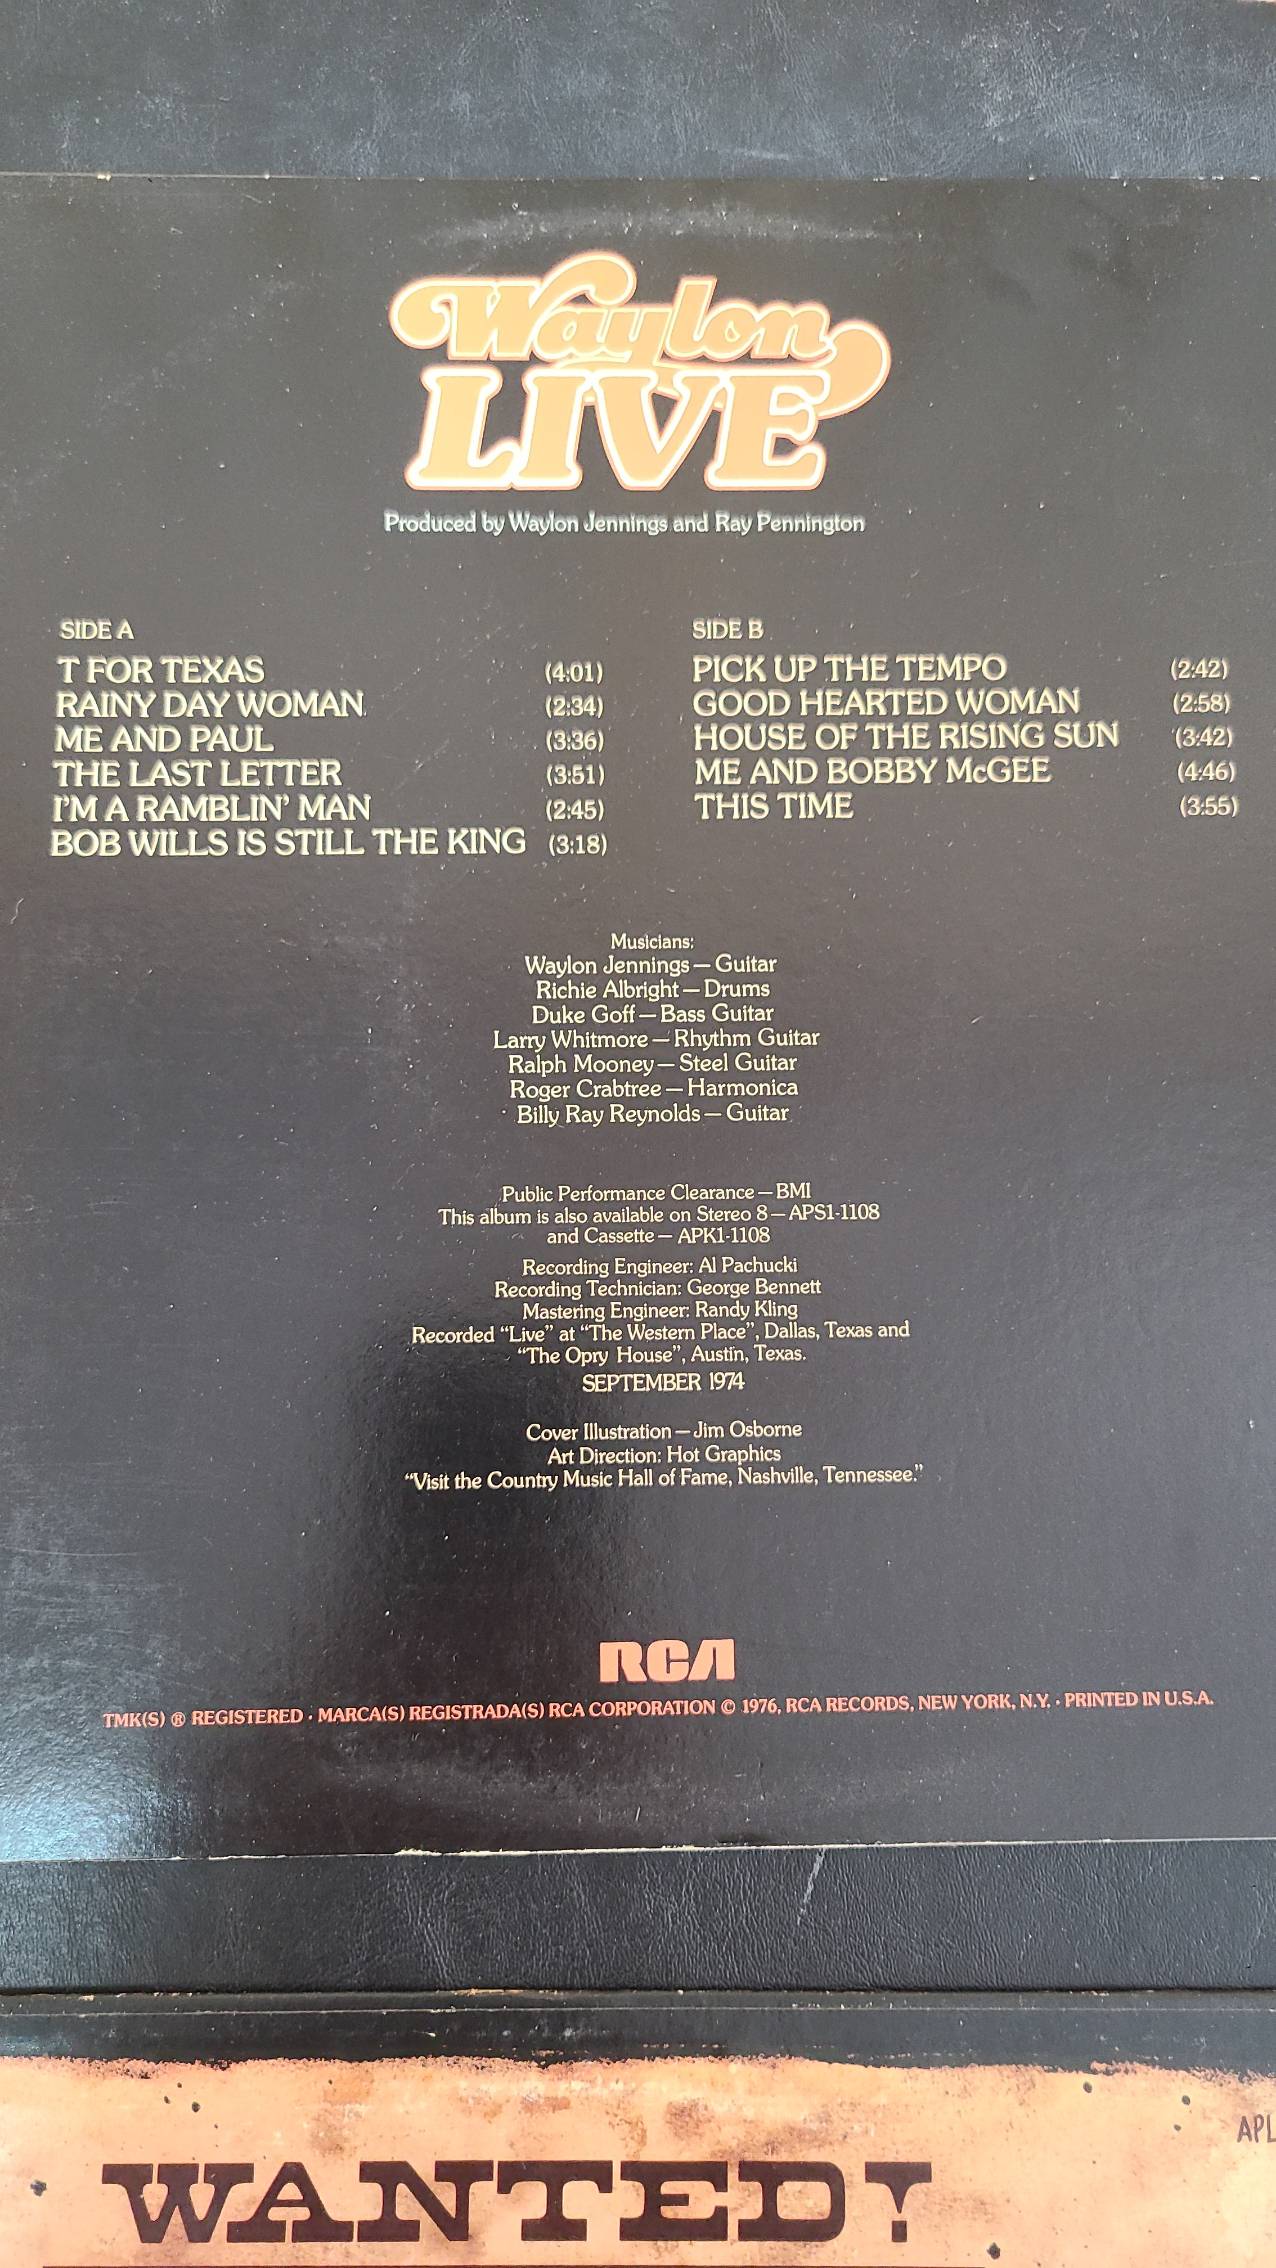 Waylon
LIVE
Produced by Waylon Jennings and Ray Pennington
SIDE A
T FOR TEXAS (4:01)
RAINY DAY WOMAN (2:34)
ME AND PAUL (3:36)
THE LAST LETTER (3:51)
I'M A RAMBLIN' MAN (2:45)
BOB WILLS IS STILL THE KING (3:18)
SIDE B
PICK UP THE TEMPO (2:42)
GOOD HEARTED WOMAN (2:58)
HOUSE OF THE RISING SUN (3:42)
ME AND BOBBY McGEE (4:46)
THIS TIME (3:55)
Musicians:
Waylon Jennings — Guitar
Richie Albright — Drums
Duke Goff — Bass Guitar
Larry Whitmore — Rhythm Guitar
Ralph Mooney — Steel Guitar
Roger Crabtree — Harmonica
Billy Ray Reynolds — Guitar
Public Performance Clearance — BMI
This album is also available on Stereo 8 — APS1-1108
and Cassette — APK1-1108
Recording Engineer: Al Pachucki
Recording Technician: George Bennett
Mastering Engineer: Randy Kling
Recorded "Live" at "The Western Place", Dallas, Texas and
"The Opry House", Austin, Texas.
SEPTEMBER 1974
Cover Illustration — Jim Osborne
Art Direction: Hot Graphics
"Visit the Country Music Hall of Fame, Nashville, Tennessee."
RCA
TMK(S) ® REGISTERED · MARCA(S) REGISTRADA(S) RCA CORPORATION © 1976, RCA RECORDS, NEW YORK, N.Y. · PRINTED IN U.S.A.
APL
WANTED!